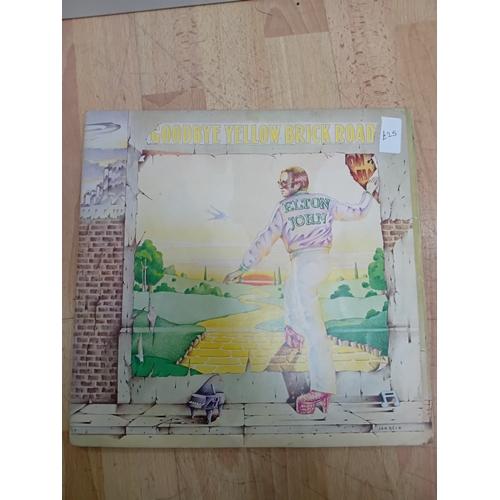 GOODBYE YELLOW BRICK ROAD
£25
ELTON
JOHN